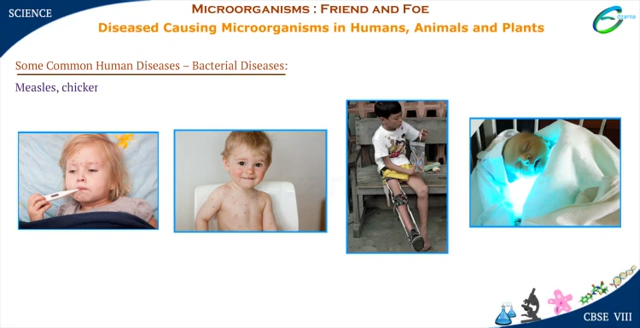 SCIENCE
MICROORGANISMS : FRIEND AND FOE
Diseased Causing Microorganisms in Humans, Animals and Plants
Some Common Human Diseases – Bacterial Diseases:
Measles, chicker
CBSE VIII